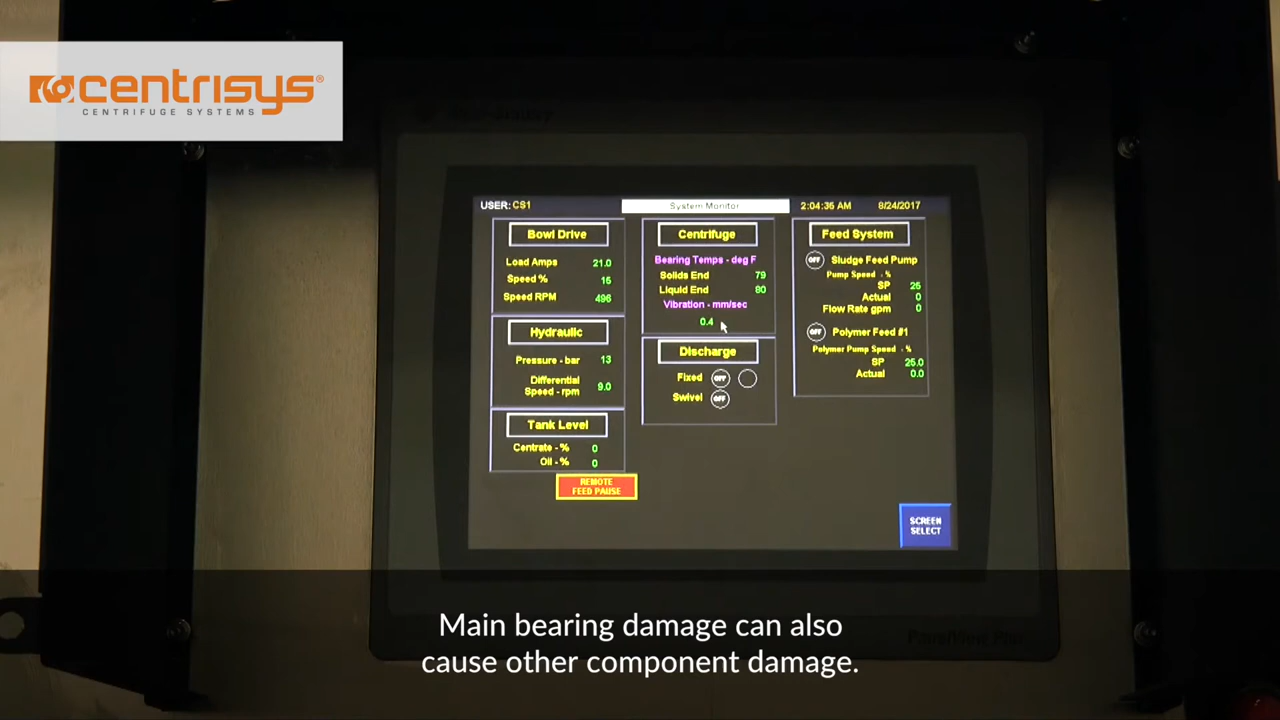 centrisys®
CENTRIFUGE SYSTEMS
USER: CS1
System Monitor
2:04:35 AM 8/24/2017
Bowl Drive
Load Amps 21.0
Speed % 15
Speed RPM 496
Hydraulic
Pressure - bar 13
Differential
Speed - rpm 9.0
Tank Level
Centrate - % 0
Oil - % 0
REMOTE
FEED PAUSE
Centrifuge
Bearing Temps - deg F
Solids End 79
Liquid End 80
Vibration - mm/sec
0.4
Discharge
Fixed OFF
Swivel OFF
Feed System
OFF Sludge Feed Pump
Pump Speed - %
SP 25
Actual 0
Flow Rate gpm 0
OFF Polymer Feed #1
Polymer Pump Speed - %
SP 25.0
Actual 0.0
SCREEN
SELECT
Main bearing damage can also
cause other component damage.